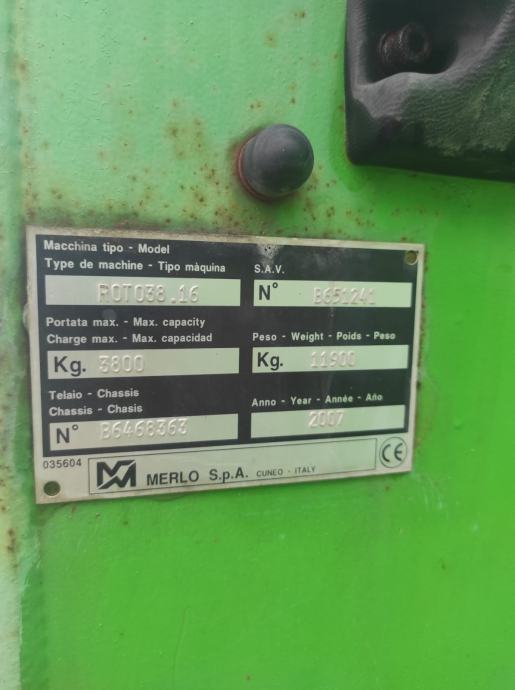 Macchina tipo - Model
Type de machine - Tipo màquina
ROTO38.16
S.A.V.
N° B651241
Portata max. - Max. capacity
Charge max. - Max. capacidad
Kg. 3800
Peso - Weight - Poids - Peso
Kg. 11900
Telaio - Chassis
Chassis - Chasis
N° B6468363
Anno - Year - Année - Año
2007
035604
MERLO S.p.A. CUNEO - ITALY
CE